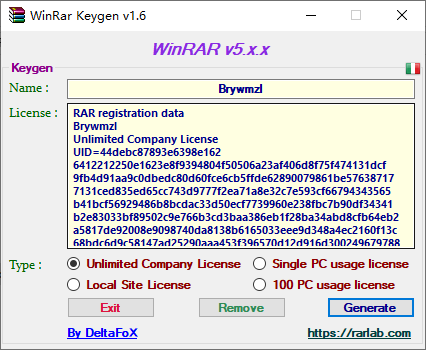 WinRar Keygen v1.6
WinRAR v5.x.x
Keygen
Name :
Brywmzl
License :
RAR registration data
Brywmzl
Unlimited Company License
UID=44debc87893e6398e162
6412212250e1623e8f9394804f50506a23af406d8f75f474131dcf
9fb4d91aa9c0dbedc80d60fce6cb5ffde62890079861be57638717
7131ced835ed65cc743d9777f2ea71a8e32c7e593cf66794343565
b41bcf56929486b8bcdac33d50ecf7739960e238fbc7b90df34341
b2e83033bf89502c9e766b3cd3baa386eb1f28ba34abd8cfb64eb2
a5817de92008e9098740da8138b6165033eee9d348a4ec2160f13c
68bdc6d9c58147ad25290aaa453f396570d12d916d300249679788
Type :
Unlimited Company License
Single PC usage license
Local Site License
100 PC usage license
Exit
Remove
Generate
By DeltaFoX
https://rarlab.com